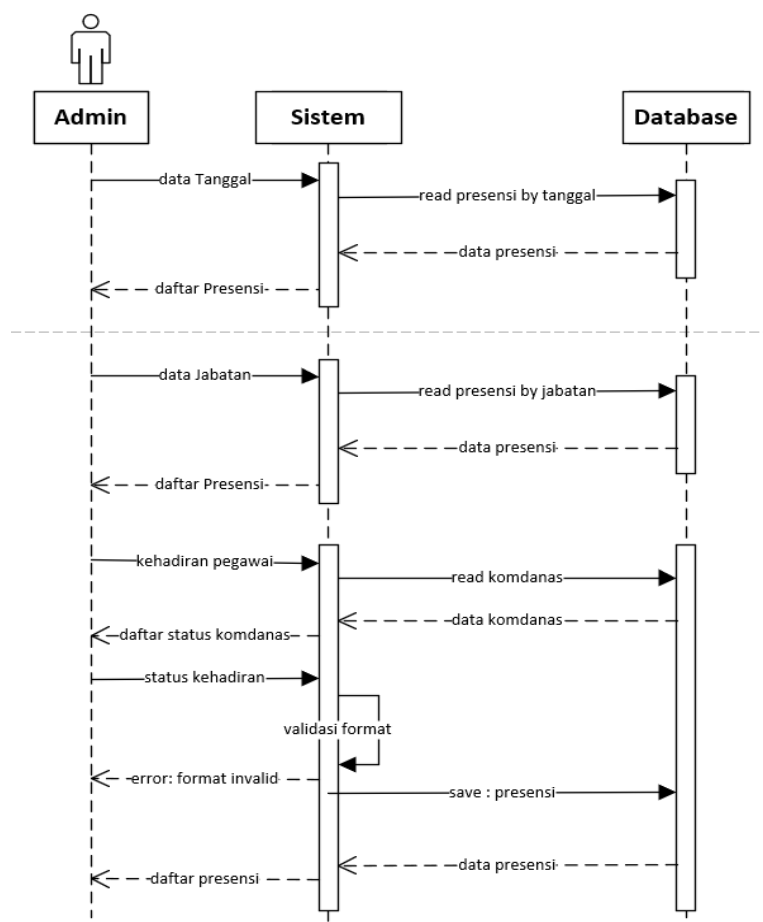 Admin
Sistem
Database
data Tanggal
read presensi by tanggal
data presensi
daftar Presensi
data Jabatan
read presensi by jabatan
data presensi
daftar Presensi
kehadiran pegawai
read komdanas
data komdanas
daftar status komdanas
status kehadiran
validasi format
error: format invalid
save : presensi
data presensi
daftar presensi